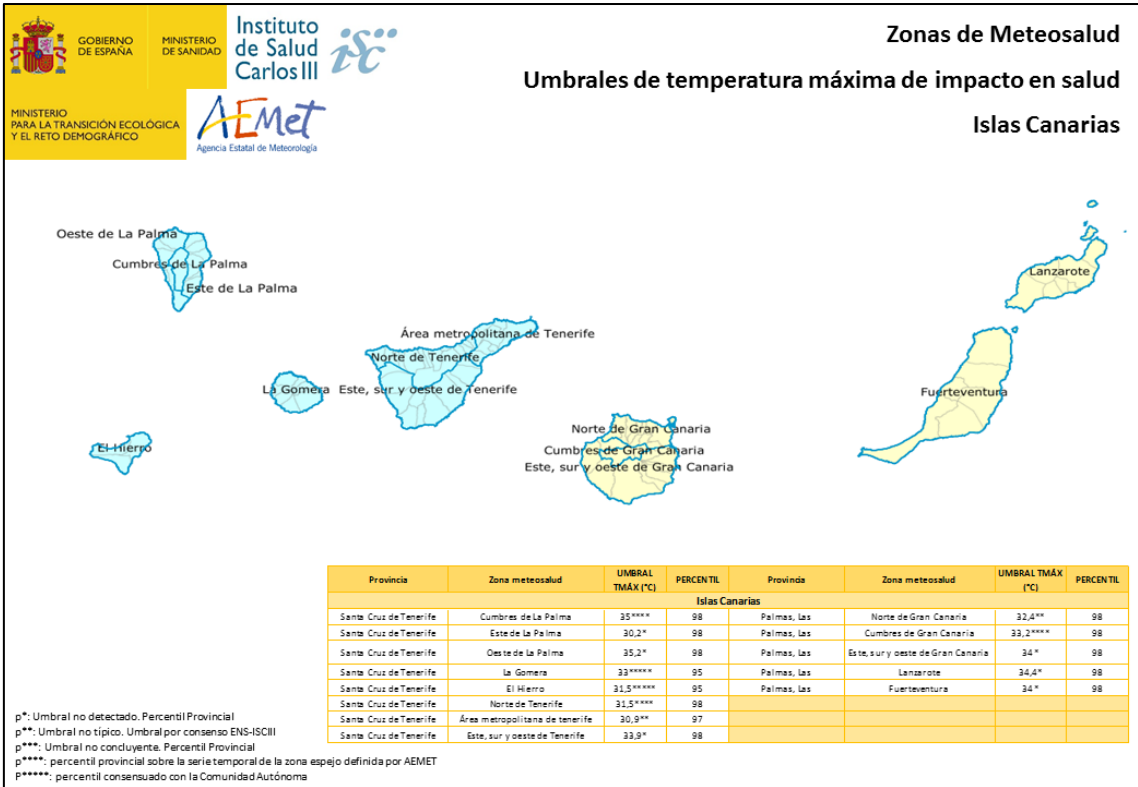 GOBIERNO
DE ESPAÑA
MINISTERIO
DE SANIDAD
Instituto
de Salud
Carlos III
isc
MINISTERIO
PARA LA TRANSICIÓN ECOLÓGICA
Y EL RETO DEMOGRÁFICO
AEMet
Agencia Estatal de Meteorología
Zonas de Meteosalud
Umbrales de temperatura máxima de impacto en salud
Islas Canarias
Oeste de La Palma
Cumbres de La Palma
Este de La Palma
Lanzarote
Área metropolitana de Tenerife
Norte de Tenerife
La Gomera
Este, sur y oeste de Tenerife
Fuerteventura
Norte de Gran Canaria
Cumbres de Gran Canaria
Este, sur y oeste de Gran Canaria
El Hierro
Provincia Zona meteosalud UMBRAL TMÁX (°C) PERCENTIL Provincia Zona meteosalud UMBRAL TMÁX (°C) PERCENTIL
Islas Canarias
Santa Cruz de Tenerife Cumbres de La Palma 35**** 98 Palmas, Las Norte de Gran Canaria 32,4** 98
Santa Cruz de Tenerife Este de La Palma 30,2* 98 Palmas, Las Cumbres de Gran Canaria 33,2**** 98
Santa Cruz de Tenerife Oeste de La Palma 35,2* 98 Palmas, Las Este, sur y oeste de Gran Canaria 34* 98
Santa Cruz de Tenerife La Gomera 33***** 95 Palmas, Las Lanzarote 34,4* 98
Santa Cruz de Tenerife El Hierro 31,5***** 95 Palmas, Las Fuerteventura 34* 98
Santa Cruz de Tenerife Norte de Tenerife 31,5**** 98
Santa Cruz de Tenerife Área metropolitana de tenerife 30,9** 97
Santa Cruz de Tenerife Este, sur y oeste de Tenerife 33,9* 98
p*: Umbral no detectado. Percentil Provincial
p**: Umbral no típico. Umbral por consenso ENS-ISCIII
p***: Umbral no concluyente. Percentil Provincial
p****: percentil provincial sobre la serie temporal de la zona espejo definida por AEMET
P*****: percentil consensuado con la Comunidad Autónoma